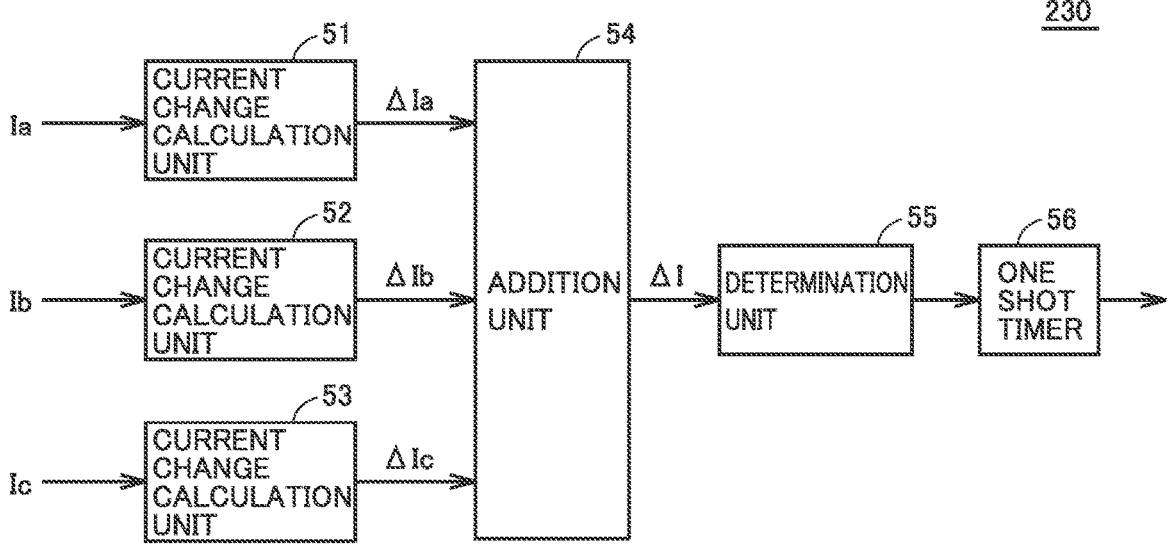 230
51
CURRENT
CHANGE
CALCULATION
UNIT
Ia
ΔIa
52
CURRENT
CHANGE
CALCULATION
UNIT
Ib
ΔIb
53
CURRENT
CHANGE
CALCULATION
UNIT
Ic
ΔIc
54
ADDITION
UNIT
ΔI
55
DETERMINATION
UNIT
56
ONE
SHOT
TIMER